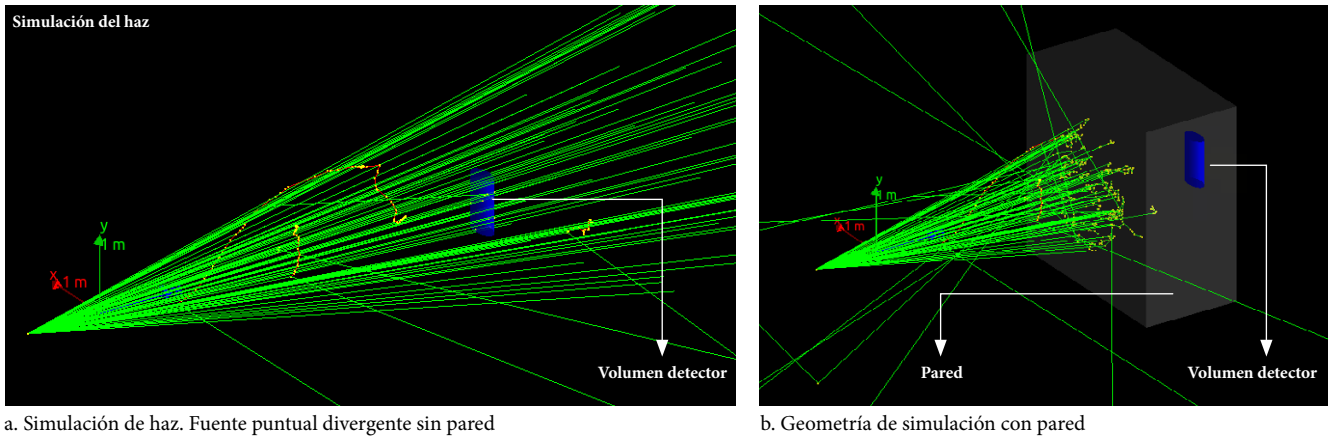 Simulación del haz
y
1 m
x
1 m
Volumen detector
y
1 m
x
1 m
Pared
Volumen detector
a. Simulación de haz. Fuente puntual divergente sin pared
b. Geometría de simulación con pared